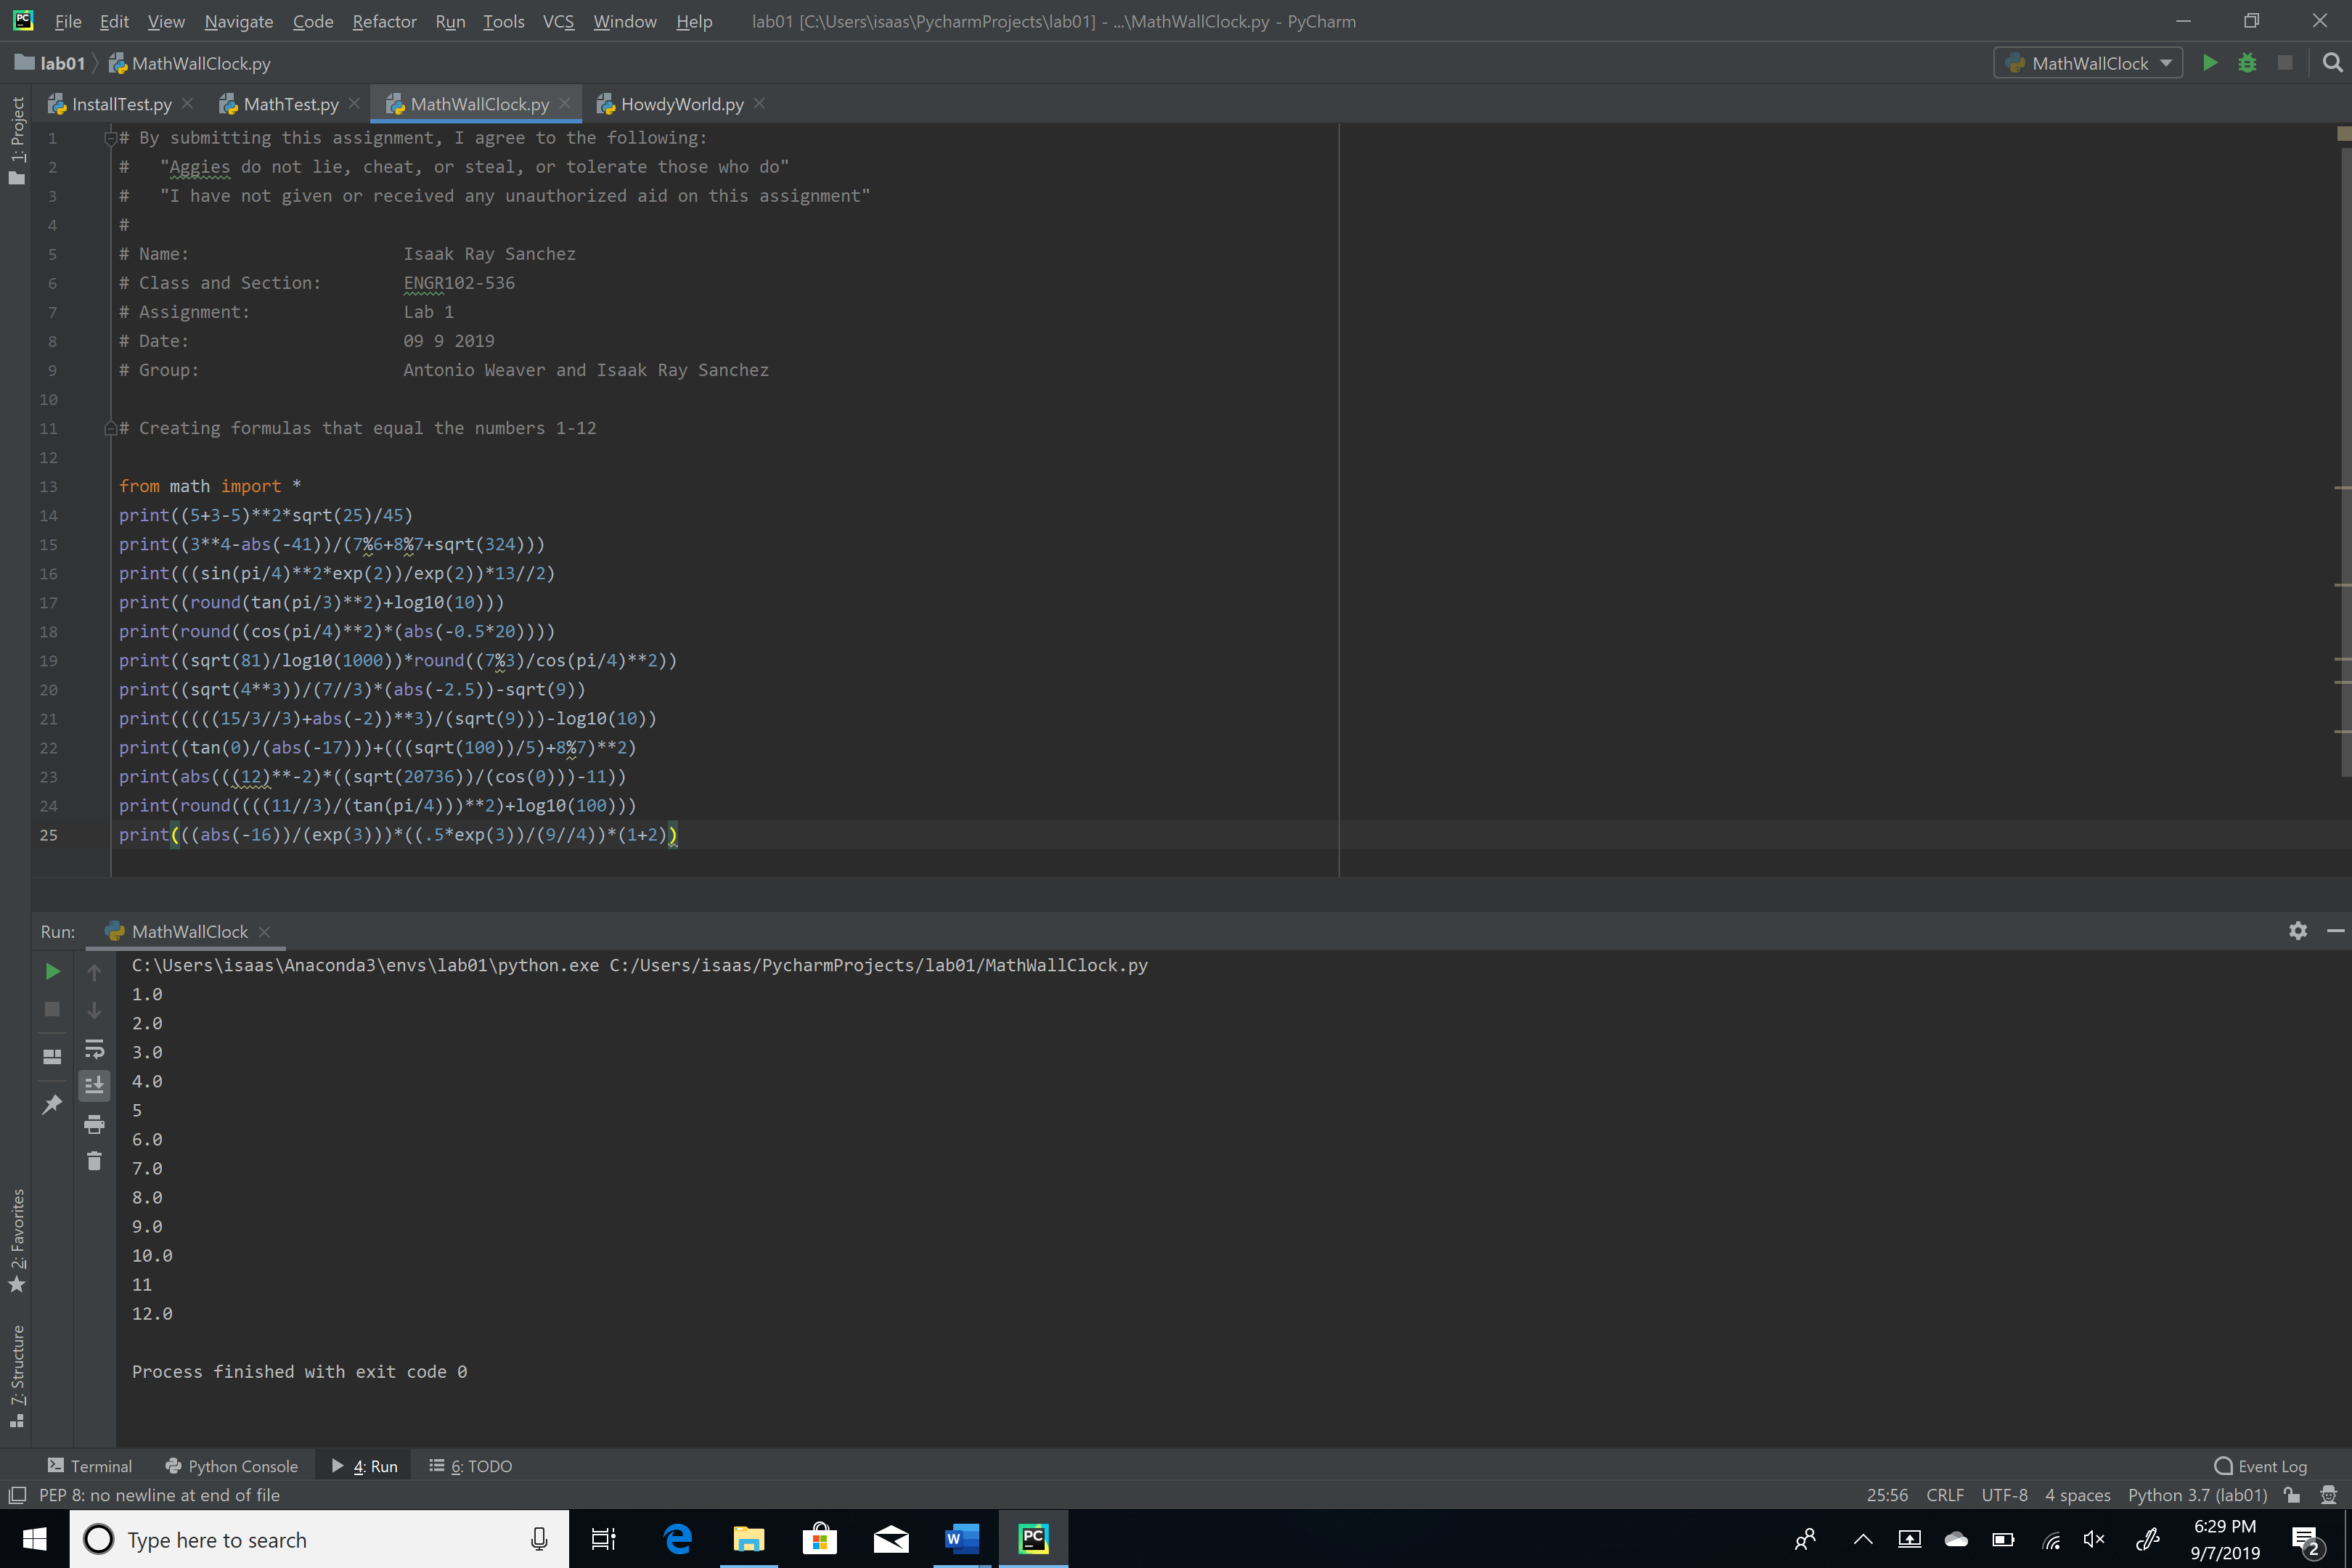 File Edit View Navigate Code Refactor Run Tools VCS Window Help lab01 [C:\Users\isaas\PycharmProjects\lab01] - ...\MathWallClock.py - PyCharm
lab01 MathWallClock.py MathWallClock
InstallTest.py MathTest.py MathWallClock.py HowdyWorld.py
1: Project
1 # By submitting this assignment, I agree to the following:
2 #   "Aggies do not lie, cheat, or steal, or tolerate those who do"
3 #   "I have not given or received any unauthorized aid on this assignment"
4 #
5 # Name: Isaak Ray Sanchez
6 # Class and Section: ENGR102-536
7 # Assignment: Lab 1
8 # Date: 09 9 2019
9 # Group: Antonio Weaver and Isaak Ray Sanchez
10
11 # Creating formulas that equal the numbers 1-12
12
13 from math import *
14 print((5+3-5)**2*sqrt(25)/45)
15 print((3**4-abs(-41))/(7%6+8%7+sqrt(324)))
16 print(((sin(pi/4)**2*exp(2))/exp(2))*13//2)
17 print((round(tan(pi/3)**2)+log10(10)))
18 print(round((cos(pi/4)**2)*(abs(-0.5*20))))
19 print((sqrt(81)/log10(1000))*round((7%3)/cos(pi/4)**2))
20 print((sqrt(4**3))/(7//3)*(abs(-2.5))-sqrt(9))
21 print(((((15/3//3)+abs(-2))**3)/(sqrt(9)))-log10(10))
22 print((tan(0)/(abs(-17)))+(((sqrt(100))/5)+8%7)**2)
23 print(abs(((12)**-2)*((sqrt(20736))/(cos(0)))-11))
24 print(round((((11//3)/(tan(pi/4)))**2)+log10(100)))
25 print(((abs(-16))/(exp(3)))*((.5*exp(3))/(9//4))*(1+2))
Run: MathWallClock
C:\Users\isaas\Anaconda3\envs\lab01\python.exe C:/Users/isaas/PycharmProjects/lab01/MathWallClock.py
1.0
2.0
3.0
4.0
5
6.0
7.0
8.0
9.0
10.0
11
12.0
Process finished with exit code 0
2: Favorites
7: Structure
Terminal Python Console 4: Run 6: TODO Event Log
PEP 8: no newline at end of file 25:56 CRLF UTF-8 4 spaces Python 3.7 (lab01)
Type here to search 6:29 PM
9/7/2019 2